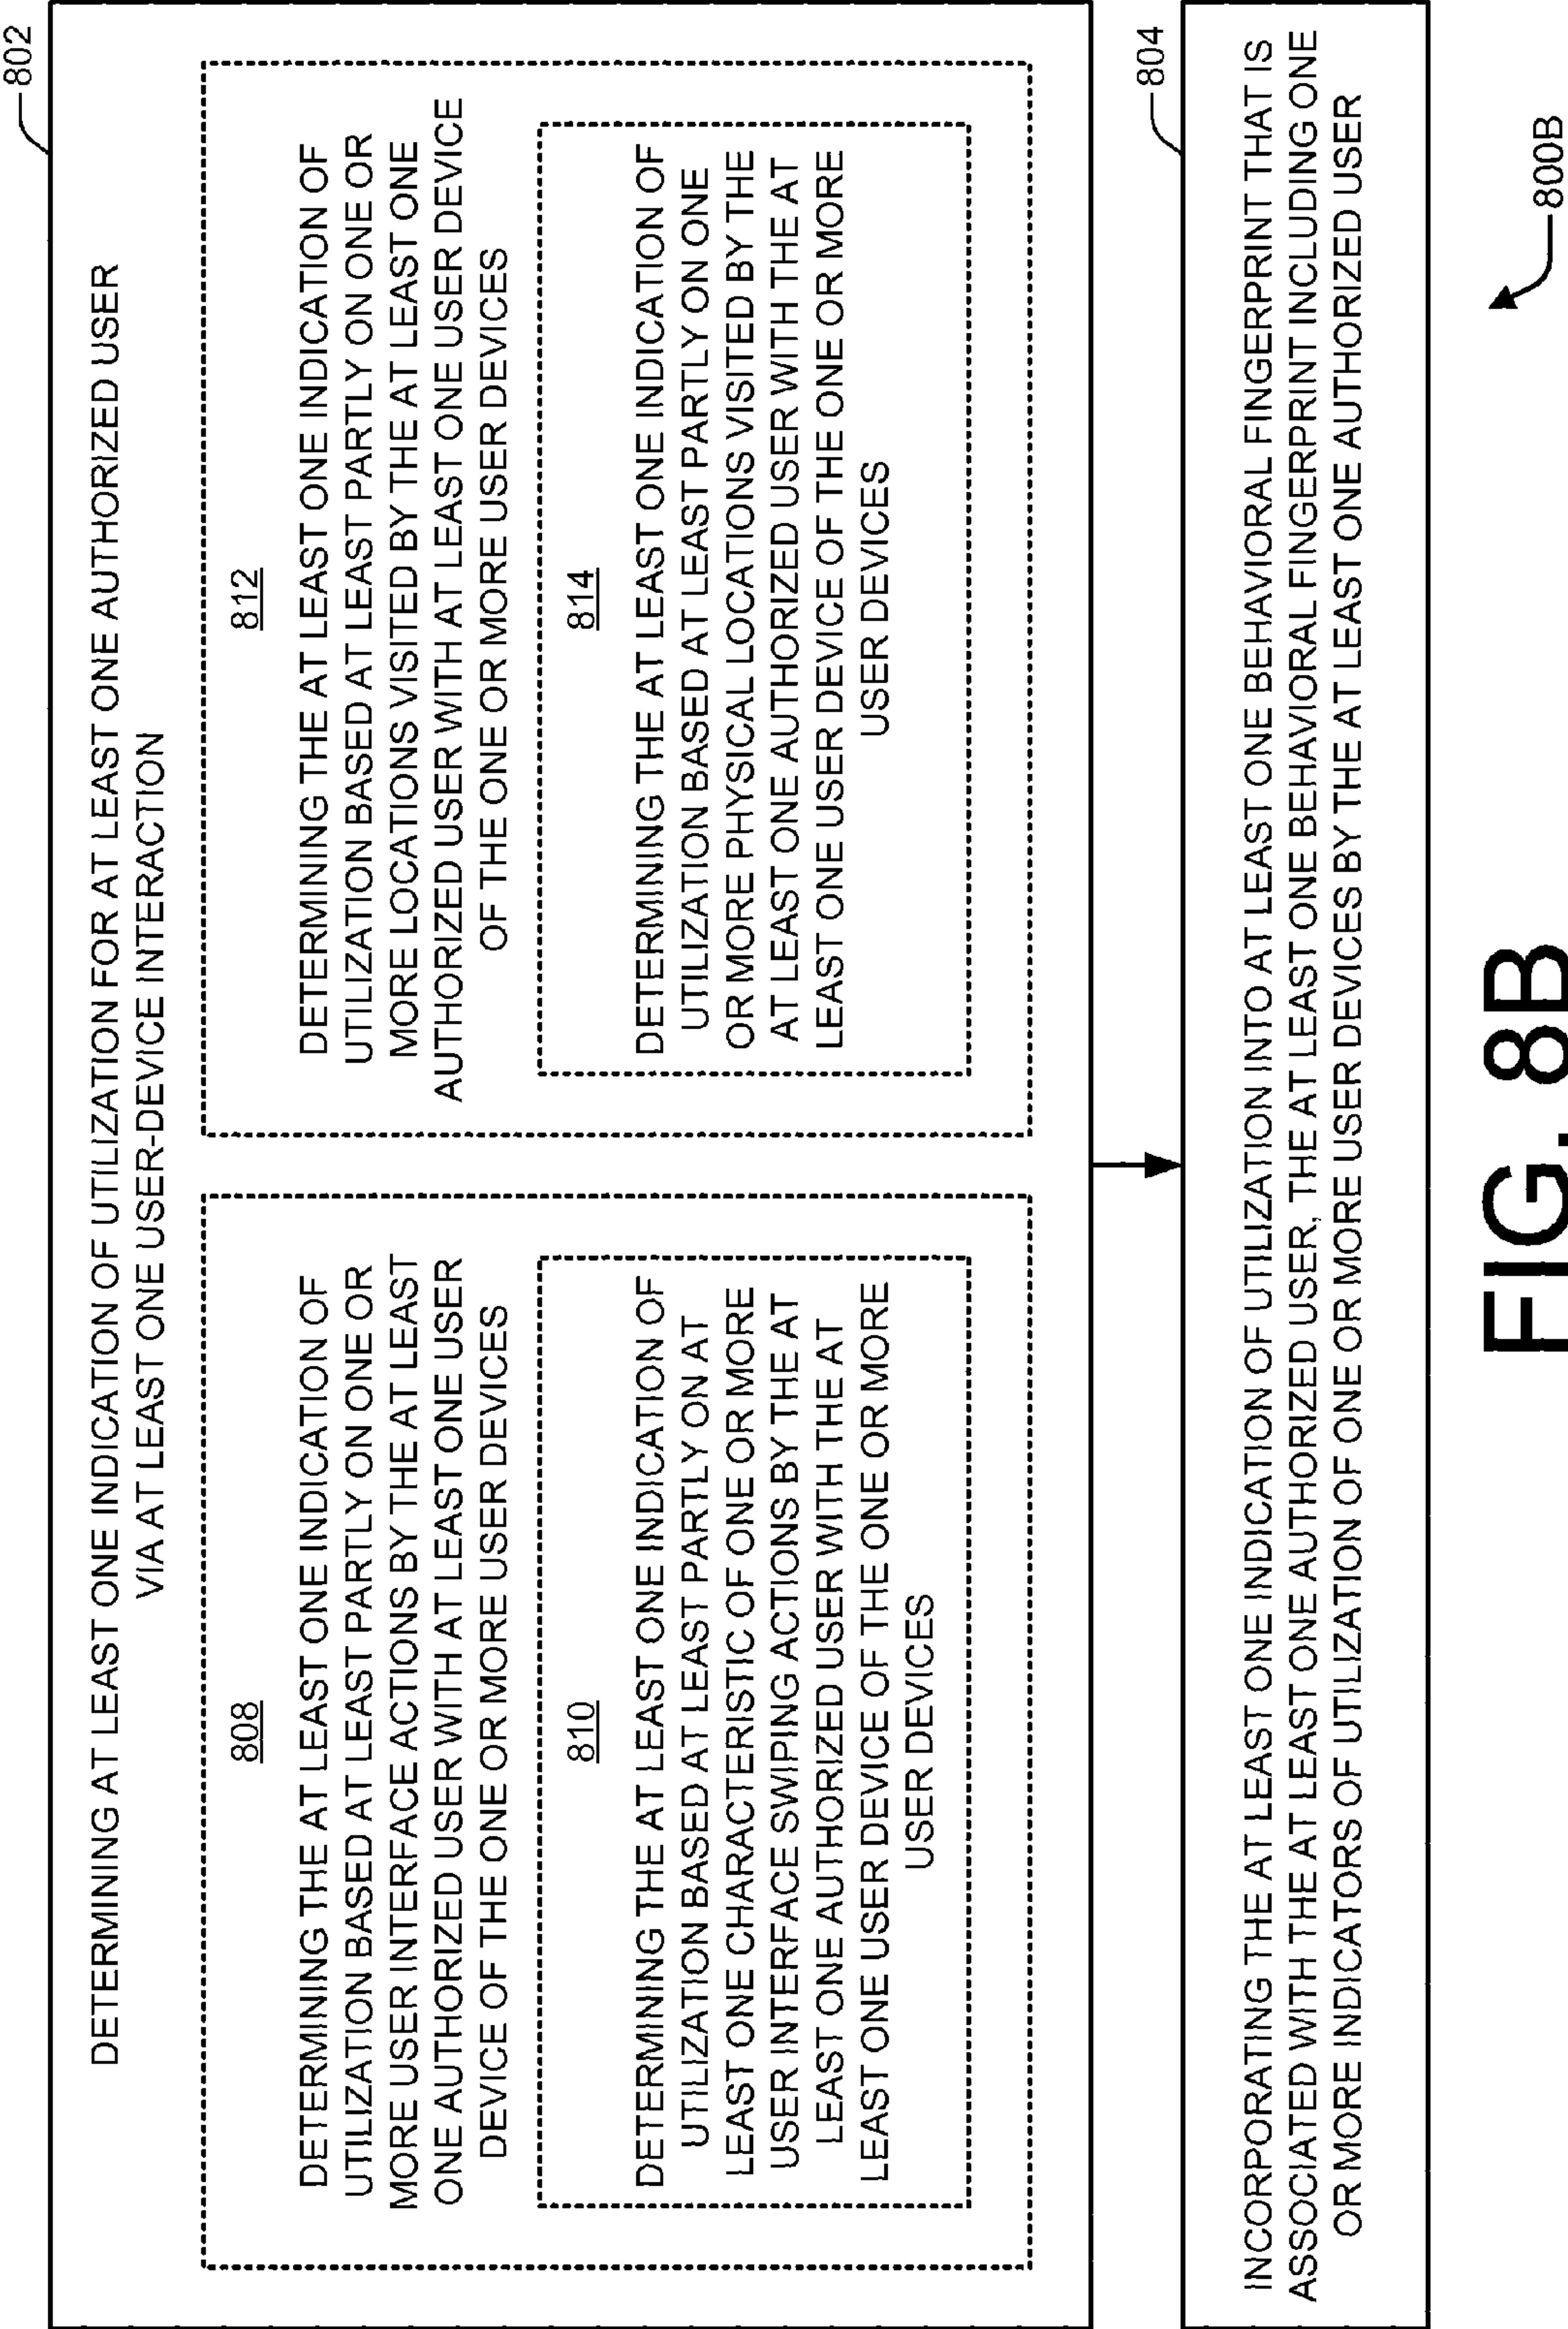 802
DETERMINING AT LEAST ONE INDICATION OF UTILIZATION FOR AT LEAST ONE AUTHORIZED USER
VIA AT LEAST ONE USER-DEVICE INTERACTION
808
DETERMINING THE AT LEAST ONE INDICATION OF
UTILIZATION BASED AT LEAST PARTLY ON ONE OR
MORE USER INTERFACE ACTIONS BY THE AT LEAST
ONE AUTHORIZED USER WITH AT LEAST ONE USER
DEVICE OF THE ONE OR MORE USER DEVICES
810
DETERMINING THE AT LEAST ONE INDICATION OF
UTILIZATION BASED AT LEAST PARTLY ON AT
LEAST ONE CHARACTERISTIC OF ONE OR MORE
USER INTERFACE SWIPING ACTIONS BY THE AT
LEAST ONE AUTHORIZED USER WITH THE AT
LEAST ONE USER DEVICE OF THE ONE OR MORE
USER DEVICES
812
DETERMINING THE AT LEAST ONE INDICATION OF
UTILIZATION BASED AT LEAST PARTLY ON ONE OR
MORE LOCATIONS VISITED BY THE AT LEAST ONE
AUTHORIZED USER WITH AT LEAST ONE USER DEVICE
OF THE ONE OR MORE USER DEVICES
814
DETERMINING THE AT LEAST ONE INDICATION OF
UTILIZATION BASED AT LEAST PARTLY ON ONE
OR MORE PHYSICAL LOCATIONS VISITED BY THE
AT LEAST ONE AUTHORIZED USER WITH THE AT
LEAST ONE USER DEVICE OF THE ONE OR MORE
USER DEVICES
804
INCORPORATING THE AT LEAST ONE INDICATION OF UTILIZATION INTO AT LEAST ONE BEHAVIORAL FINGERPRINT THAT IS
ASSOCIATED WITH THE AT LEAST ONE AUTHORIZED USER, THE AT LEAST ONE BEHAVIORAL FINGERPRINT INCLUDING ONE
OR MORE INDICATORS OF UTILIZATION OF ONE OR MORE USER DEVICES BY THE AT LEAST ONE AUTHORIZED USER
800B
FIG. 8B